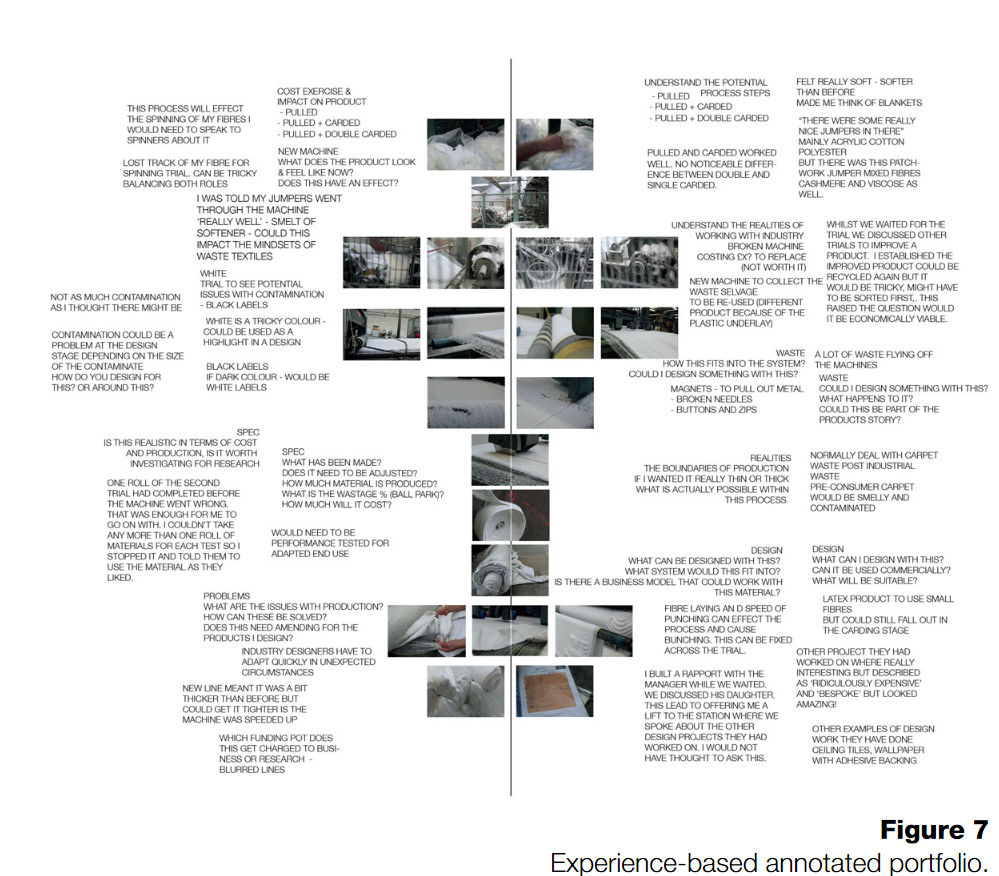 THIS PROCESS WILL EFFECT
THE SPINNING OF MY FIBRES I
WOULD NEED TO SPEAK TO
SPINNERS ABOUT IT
LOST TRACK OF MY FIBRE FOR
SPINNING TRIAL. CAN BE TRICKY
BALANCING BOTH ROLES
COST EXERCISE &
IMPACT ON PRODUCT
- PULLED
- PULLED + CARDED
- PULLED + DOUBLE CARDED
NEW MACHINE
WHAT DOES THE PRODUCT LOOK
& FEEL LIKE NOW?
DOES THIS HAVE AN EFFECT?
I WAS TOLD MY JUMPERS WENT
THROUGH THE MACHINE
'REALLY WELL' - SMELT OF
SOFTENER - COULD THIS
IMPACT THE MINDSETS OF
WASTE TEXTILES
WHITE
TRIAL TO SEE POTENTIAL
ISSUES WITH CONTAMINATION
- BLACK LABELS
NOT AS MUCH CONTAMINATION
AS I THOUGHT THERE MIGHT BE
WHITE IS A TRICKY COLOUR -
COULD BE USED AS A
HIGHLIGHT IN A DESIGN
CONTAMINATION COULD BE A
PROBLEM AT THE DESIGN
STAGE DEPENDING ON THE SIZE
OF THE CONTAMINATE
HOW DO YOU DESIGN FOR
THIS? OR AROUND THIS?
BLACK LABELS
IF DARK COLOUR - WOULD BE
WHITE LABELS
SPEC
IS THIS REALISTIC IN TERMS OF COST
AND PRODUCTION, IS IT WORTH
INVESTIGATING FOR RESEARCH
SPEC
WHAT HAS BEEN MADE?
DOES IT NEED TO BE ADJUSTED?
HOW MUCH MATERIAL IS PRODUCED?
WHAT IS THE WASTAGE % (BALL PARK)?
HOW MUCH WILL IT COST?
ONE ROLL OF THE SECOND
TRIAL HAD COMPLETED BEFORE
THE MACHINE WENT WRONG.
THAT WAS ENOUGH FOR ME TO
GO ON WITH. I COULDN'T TAKE
ANY MORE THAN ONE ROLL OF
MATERIALS FOR EACH TEST SO I
STOPPED IT AND TOLD THEM TO
USE THE MATERIAL AS THEY
LIKED.
WOULD NEED TO BE
PERFORMANCE TESTED FOR
ADAPTED END USE
PROBLEMS
WHAT ARE THE ISSUES WITH PRODUCTION?
HOW CAN THESE BE SOLVED?
DOES THIS NEED AMENDING FOR THE
PRODUCTS I DESIGN?
INDUSTRY DESIGNERS HAVE TO
ADAPT QUICKLY IN UNEXPECTED
CIRCUMSTANCES
NEW LINE MEANT IT WAS A BIT
THICKER THAN BEFORE BUT
COULD GET IT TIGHTER IS THE
MACHINE WAS SPEEDED UP
WHICH FUNDING POT DOES
THIS GET CHARGED TO BUSI-
NESS OR RESEARCH -
BLURRED LINES
UNDERSTAND THE POTENTIAL
PROCESS STEPS
- PULLED
- PULLED + CARDED
- PULLED + DOUBLE CARDED
FELT REALLY SOFT - SOFTER
THAN BEFORE
MADE ME THINK OF BLANKETS
"THERE WERE SOME REALLY
NICE JUMPERS IN THERE"
MAINLY ACRYLIC COTTON
POLYESTER
BUT THERE WAS THIS PATCH-
WORK JUMPER MIXED FIBRES
CASHMERE AND VISCOSE AS
WELL.
PULLED AND CARDED WORKED
WELL. NO NOTICEABLE DIFFER-
ENCE BETWEEN DOUBLE AND
SINGLE CARDED.
UNDERSTAND THE REALITIES OF
WORKING WITH INDUSTRY
BROKEN MACHINE
COSTING £X? TO REPLACE
(NOT WORTH IT)
NEW MACHINE TO COLLECT THE
WASTE SELVAGE
TO BE RE-USED (DIFFERENT
PRODUCT BECAUSE OF THE
PLASTIC UNDERLAY)
WHILST WE WAITED FOR THE
TRIAL WE DISCUSSED OTHER
TRIALS TO IMPROVE A
PRODUCT. I ESTABLISHED THE
IMPROVED PRODUCT COULD BE
RECYCLED AGAIN BUT IT
WOULD BE TRICKY, MIGHT HAVE
TO BE SORTED FIRST,. THIS
RAISED THE QUESTION WOULD
IT BE ECONOMICALLY VIABLE.
WASTE
HOW THIS FITS INTO THE SYSTEM?
COULD I DESIGN SOMETHING WITH THIS?
MAGNETS - TO PULL OUT METAL
- BROKEN NEEDLES
- BUTTONS AND ZIPS
A LOT OF WASTE FLYING OFF
THE MACHINES
WASTE
COULD I DESIGN SOMETHING WITH THIS?
WHAT HAPPENS TO IT?
COULD THIS BE PART OF THE
PRODUCTS STORY?
REALITIES
THE BOUNDARIES OF PRODUCTION
IF I WANTED IT REALLY THIN OR THICK
WHAT IS ACTUALLY POSSIBLE WITHIN
THIS PROCESS
NORMALLY DEAL WITH CARPET
WASTE POST INDUSTRIAL
WASTE
PRE-CONSUMER CARPET
WOULD BE SMELLY AND
CONTAMINATED
DESIGN
WHAT CAN BE DESIGNED WITH THIS?
WHAT SYSTEM WOULD THIS FIT INTO?
IS THERE A BUSINESS MODEL THAT COULD WORK WITH
THIS MATERIAL?
DESIGN
WHAT CAN I DESIGN WITH THIS?
CAN IT BE USED COMMERCIALLY?
WHAT WILL BE SUITABLE?
LATEX PRODUCT TO USE SMALL
FIBRES
BUT COULD STILL FALL OUT IN
THE CARDING STAGE
FIBRE LAYING AN D SPEED OF
PUNCHING CAN EFFECT THE
PROCESS AND CAUSE
BUNCHING. THIS CAN BE FIXED
ACROSS THE TRIAL.
OTHER PROJECT THEY HAD
WORKED ON WHERE REALLY
INTERESTING BUT DESCRIBED
AS 'RIDICULOUSLY EXPENSIVE'
AND 'BESPOKE' BUT LOOKED
AMAZING!
I BUILT A RAPPORT WITH THE
MANAGER WHILE WE WAITED.
WE DISCUSSED HIS DAUGHTER.
THIS LEAD TO OFFERING ME A
LIFT TO THE STATION WHERE WE
SPOKE ABOUT THE OTHER
DESIGN PROJECTS THEY HAD
WORKED ON. I WOULD NOT
HAVE THOUGHT TO ASK THIS.
OTHER EXAMPLES OF DESIGN
WORK THEY HAVE DONE
CEILING TILES, WALLPAPER
WITH ADHESIVE BACKING
Figure 7
Experience-based annotated portfolio.